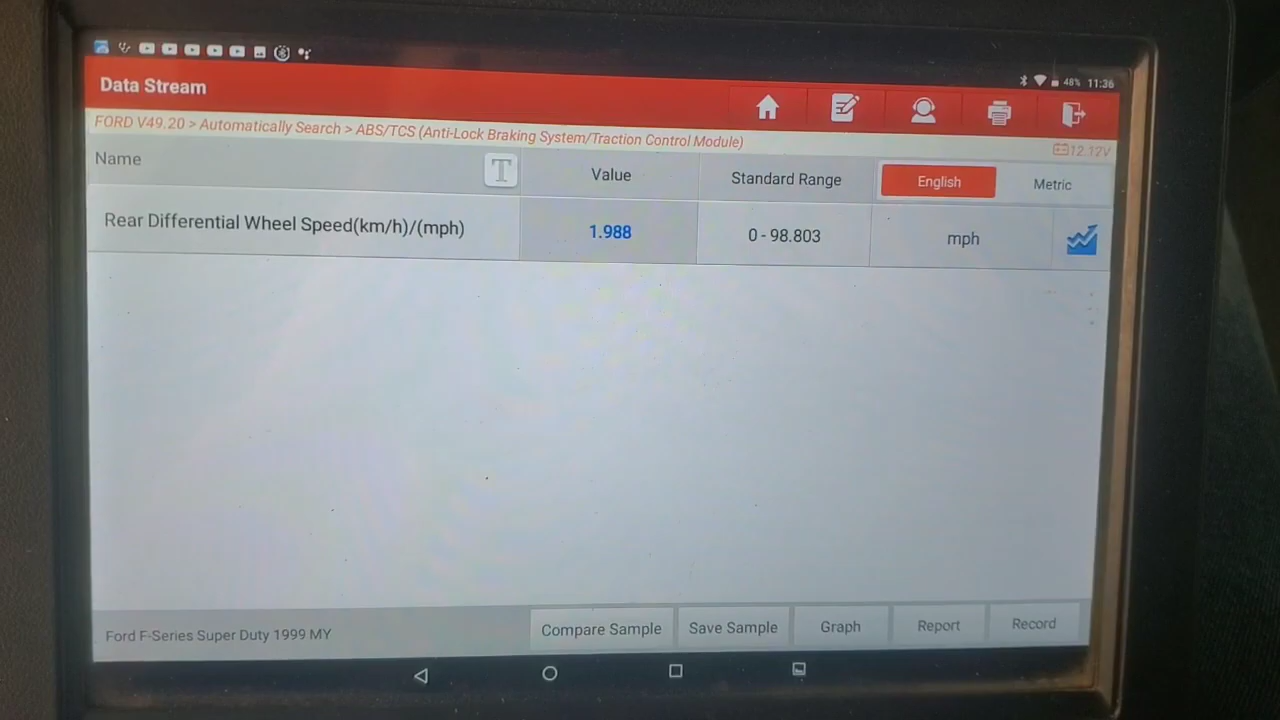 48% 11:36
Data Stream
FORD V49.20 > Automatically Search > ABS/TCS (Anti-Lock Braking System/Traction Control Module)
12.12V
Name T Value Standard Range English Metric
Rear Differential Wheel Speed(km/h)/(mph) 1.988 0 - 98.803 mph
Ford F-Series Super Duty 1999 MY Compare Sample Save Sample Graph Report Record